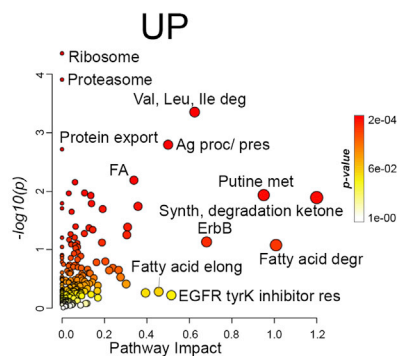 UP
Ribosome
Proteasome
Val, Leu, Ile deg
Protein export
Ag proc/ pres
FA
Putine met
Synth, degradation ketone
ErbB
Fatty acid degr
Fatty acid elong
EGFR tyrK inhibitor res
-log10(p)
4
3
2
1
0
0.0 0.2 0.4 0.6 0.8 1.0 1.2
Pathway Impact
p-value
2e-04
6e-02
1e-00